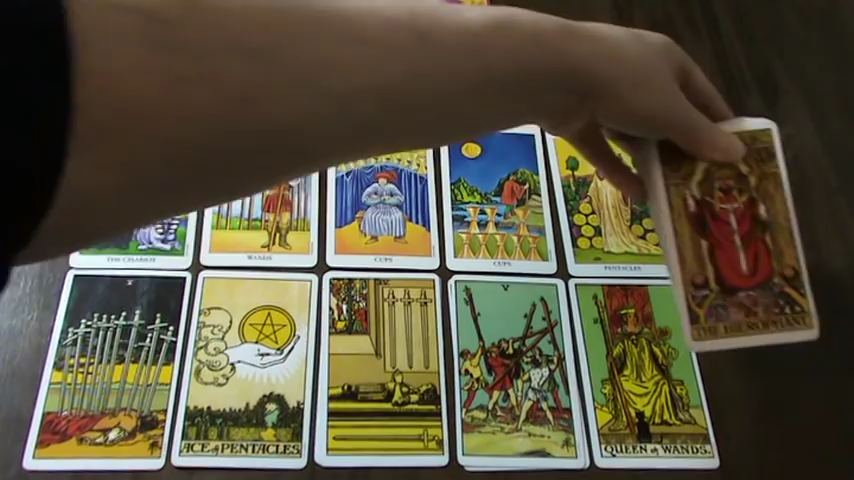 THE CHARIOT
WANDS
CUPS
CUPS
PENTACLES
THE HIEROPHANT
X
ACE of PENTACLES
V
QUEEN of WANDS.